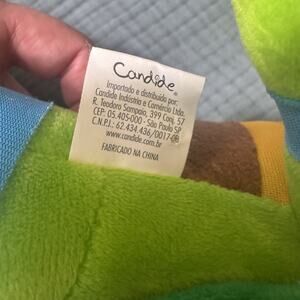 Candide®
Importado e distribuído por:
Candide Indústria e Comércio Ltda.
R. Teodoro Sampaio, 399 Conj. 57
CEP: 05.405-000 - São Paulo SP
C.N.P.J.: 62.434.436/0017-
www.candide.com.br
FABRICADO NA CHINA